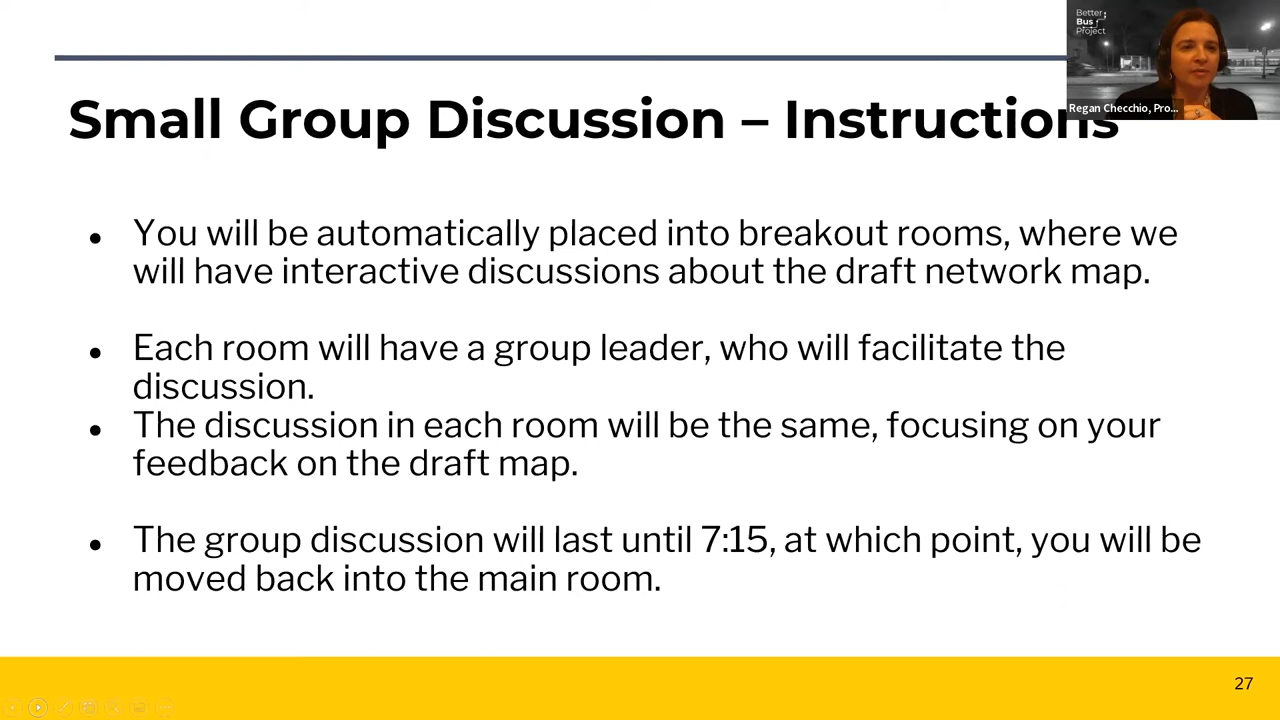 Better
Bus
Project
Regan Checchio, Pro...
Small Group Discussion – Instructions
● You will be automatically placed into breakout rooms, where we
will have interactive discussions about the draft network map.
● Each room will have a group leader, who will facilitate the
discussion.
● The discussion in each room will be the same, focusing on your
feedback on the draft map.
● The group discussion will last until 7:15, at which point, you will be
moved back into the main room.
27